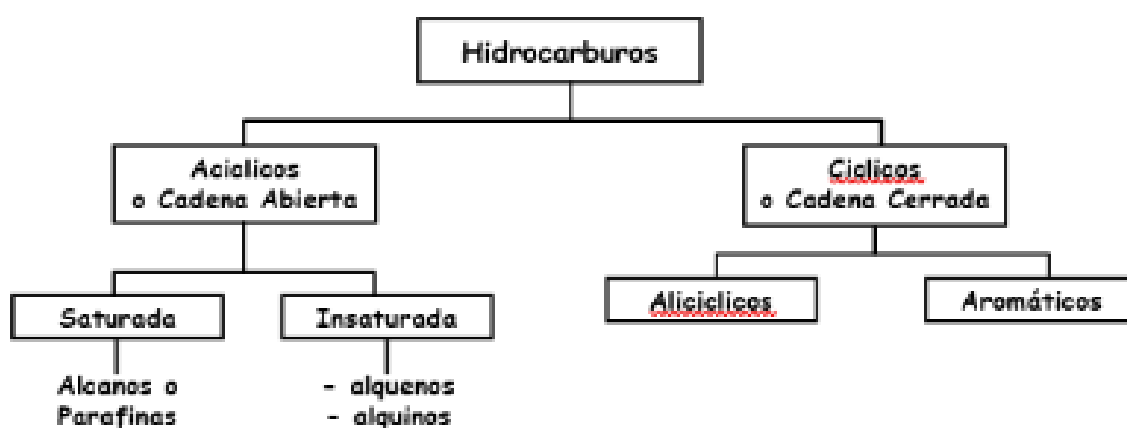 Hidrocarburos
Aciclicos
o Cadena Abierta
Ciclicos
o Cadena Cerrada
Saturada
Insaturada
Aliciclicos
Aromáticos
Alcanos o
Parafinas
- alquenos
- alquinos